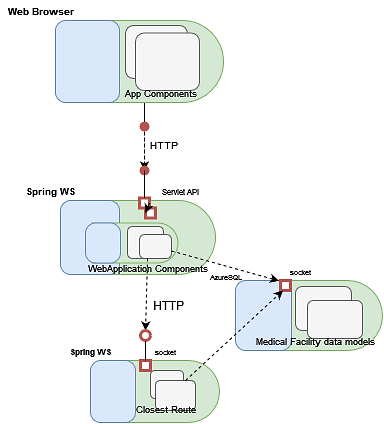 Web Browser
App Components
HTTP
Servlet API
Spring WS
WebApplication Components
AzureSQL
socket
HTTP
Medical Facility data models
Spring WS
socket
Closest Route